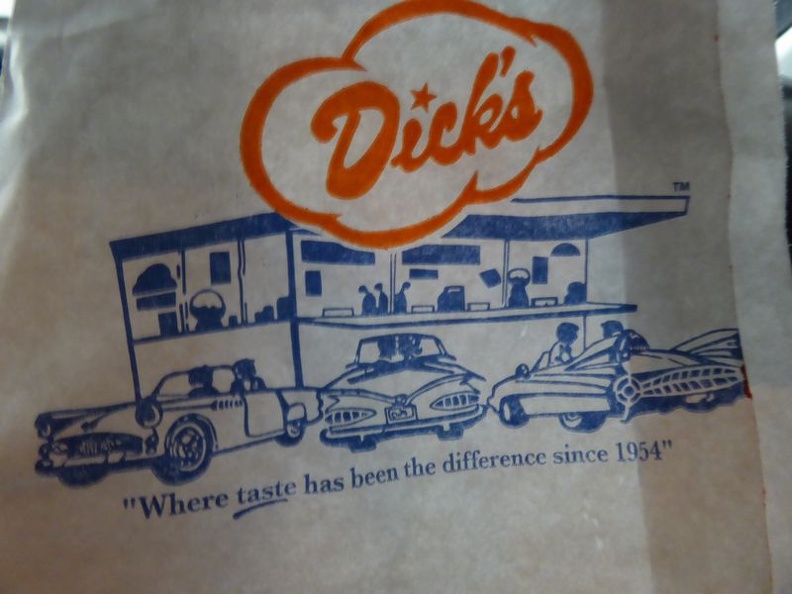 Dick's
TM
"Where taste has been the difference since 1954"